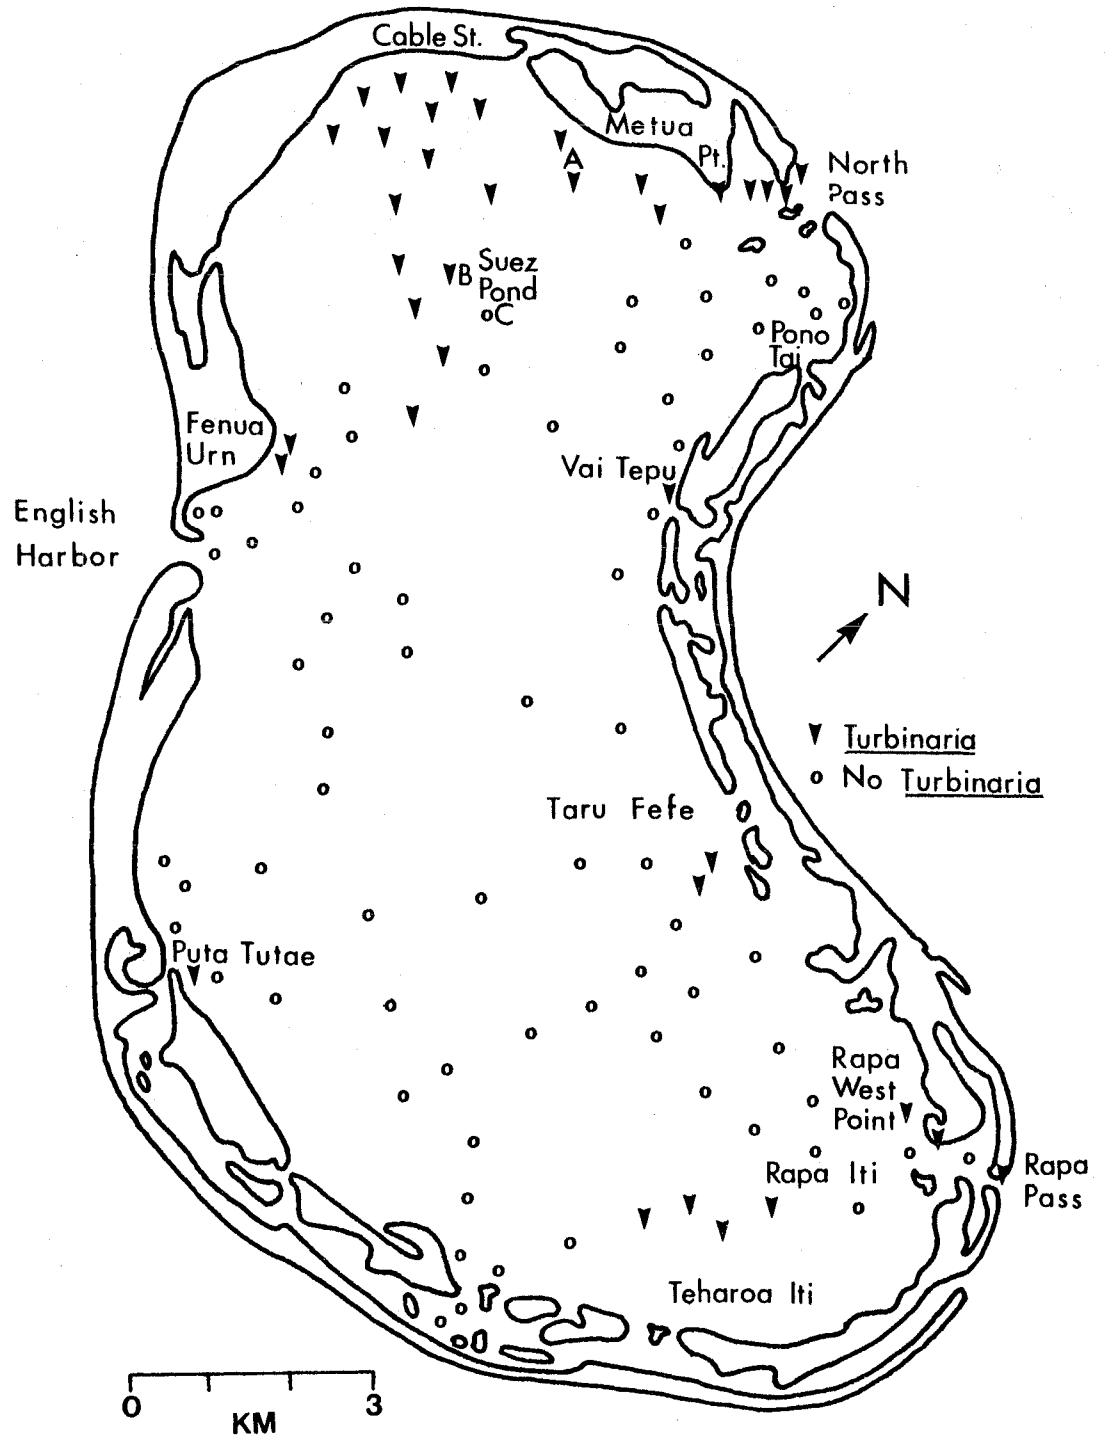 Cable St.
Metua
Pt.
A
North
Pass
B
Suez
Pond
C
Pono
Tai
Fenua
Urn
Vai Tepu
English
Harbor
N
Turbinaria
No Turbinaria
Taru Fefe
Puta Tutae
Rapa
West
Point
Rapa Iti
Rapa
Pass
Teharoa Iti
0
3
KM